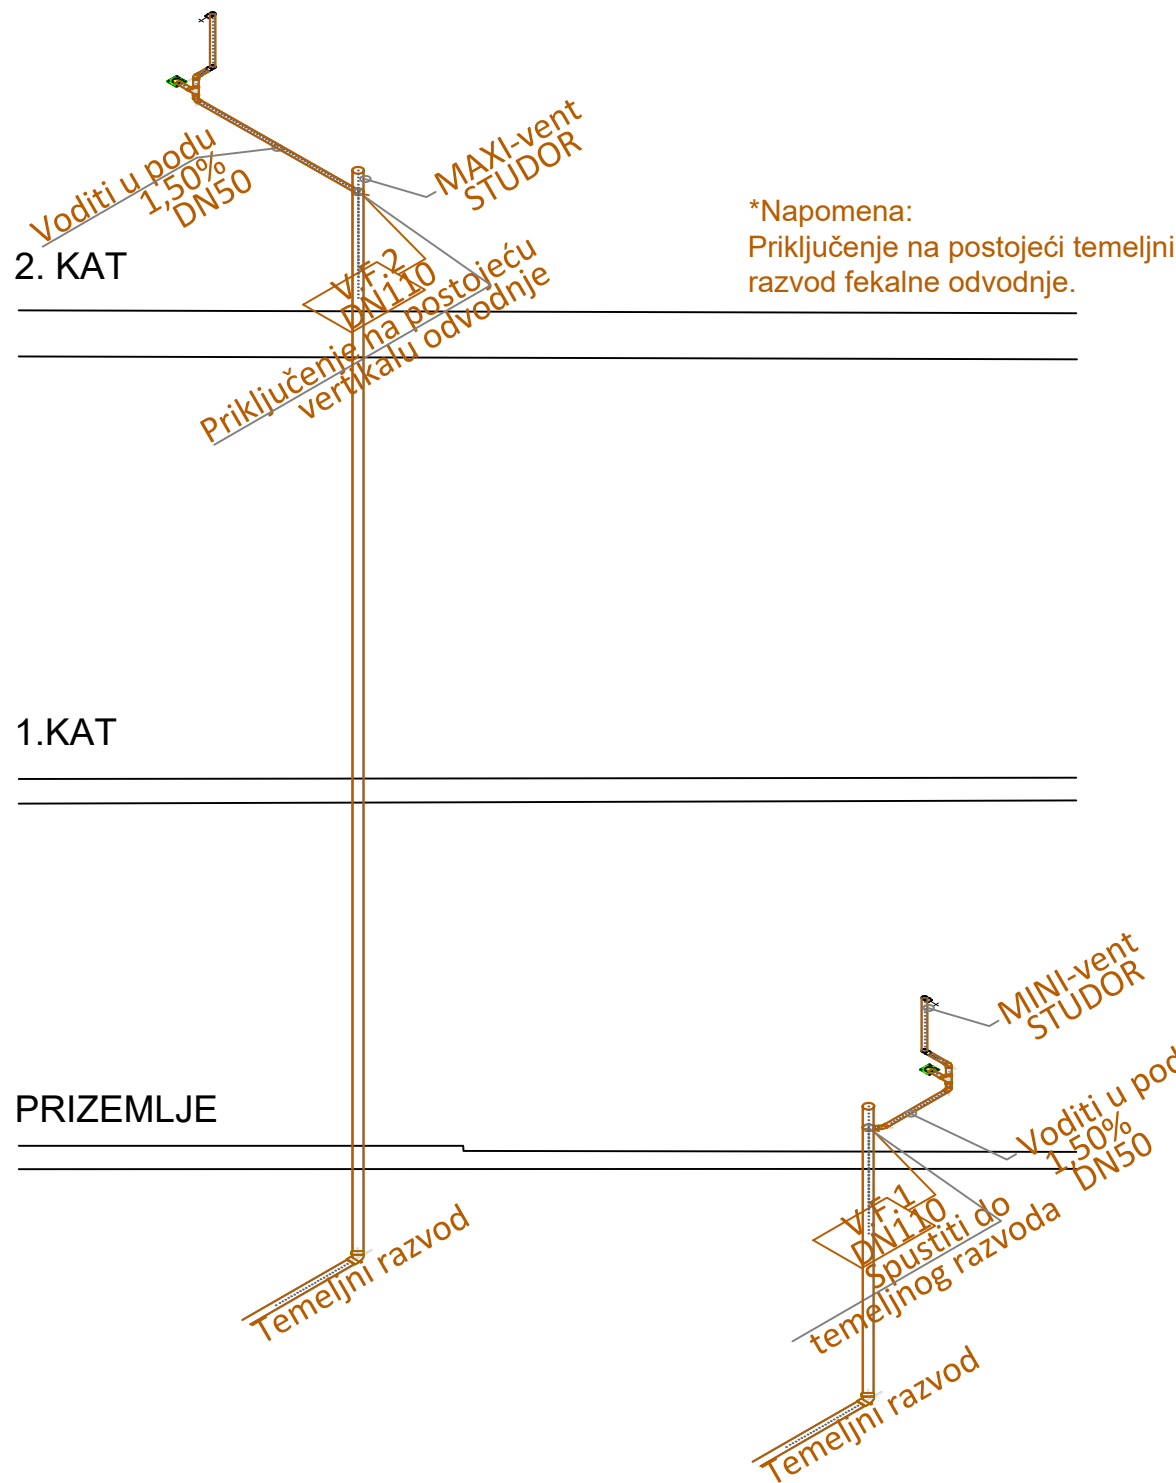 Voditi u podu
1,50%
DN50
MAXI-vent
STUDOR
*Napomena:
Priključenje na postojeći temeljni
razvod fekalne odvodnje.
2. KAT
V.F.2
DN110
Priključenje na postojeću
vertikalu odvodnje
1.KAT
MINI-vent
STUDOR
PRIZEMLJE
Voditi u pod
1,50%
DN50
V.F.1
DN110
Spustiti do
temeljnog razvoda
Temeljni razvod
Temeljni razvod